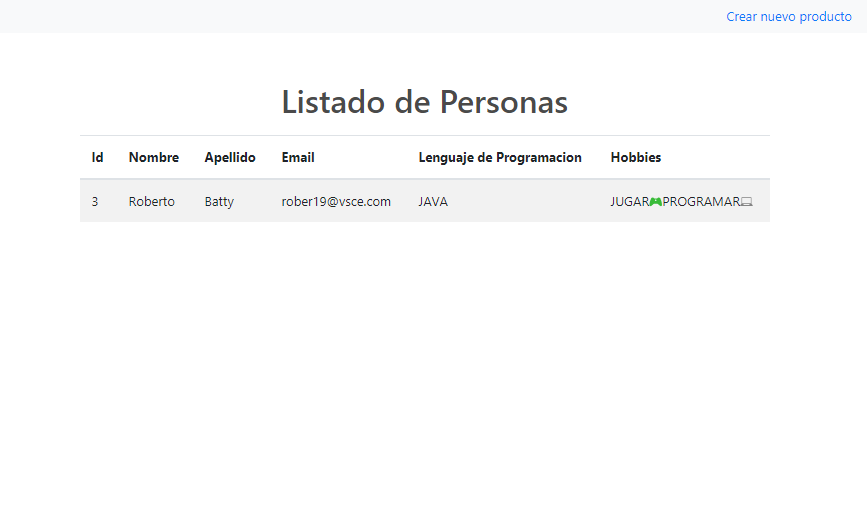 Crear nuevo producto
Listado de Personas
Id Nombre Apellido Email Lenguaje de Programacion Hobbies
3 Roberto Batty rober19@vsce.com JAVA JUGAR🎮PROGRAMAR💻